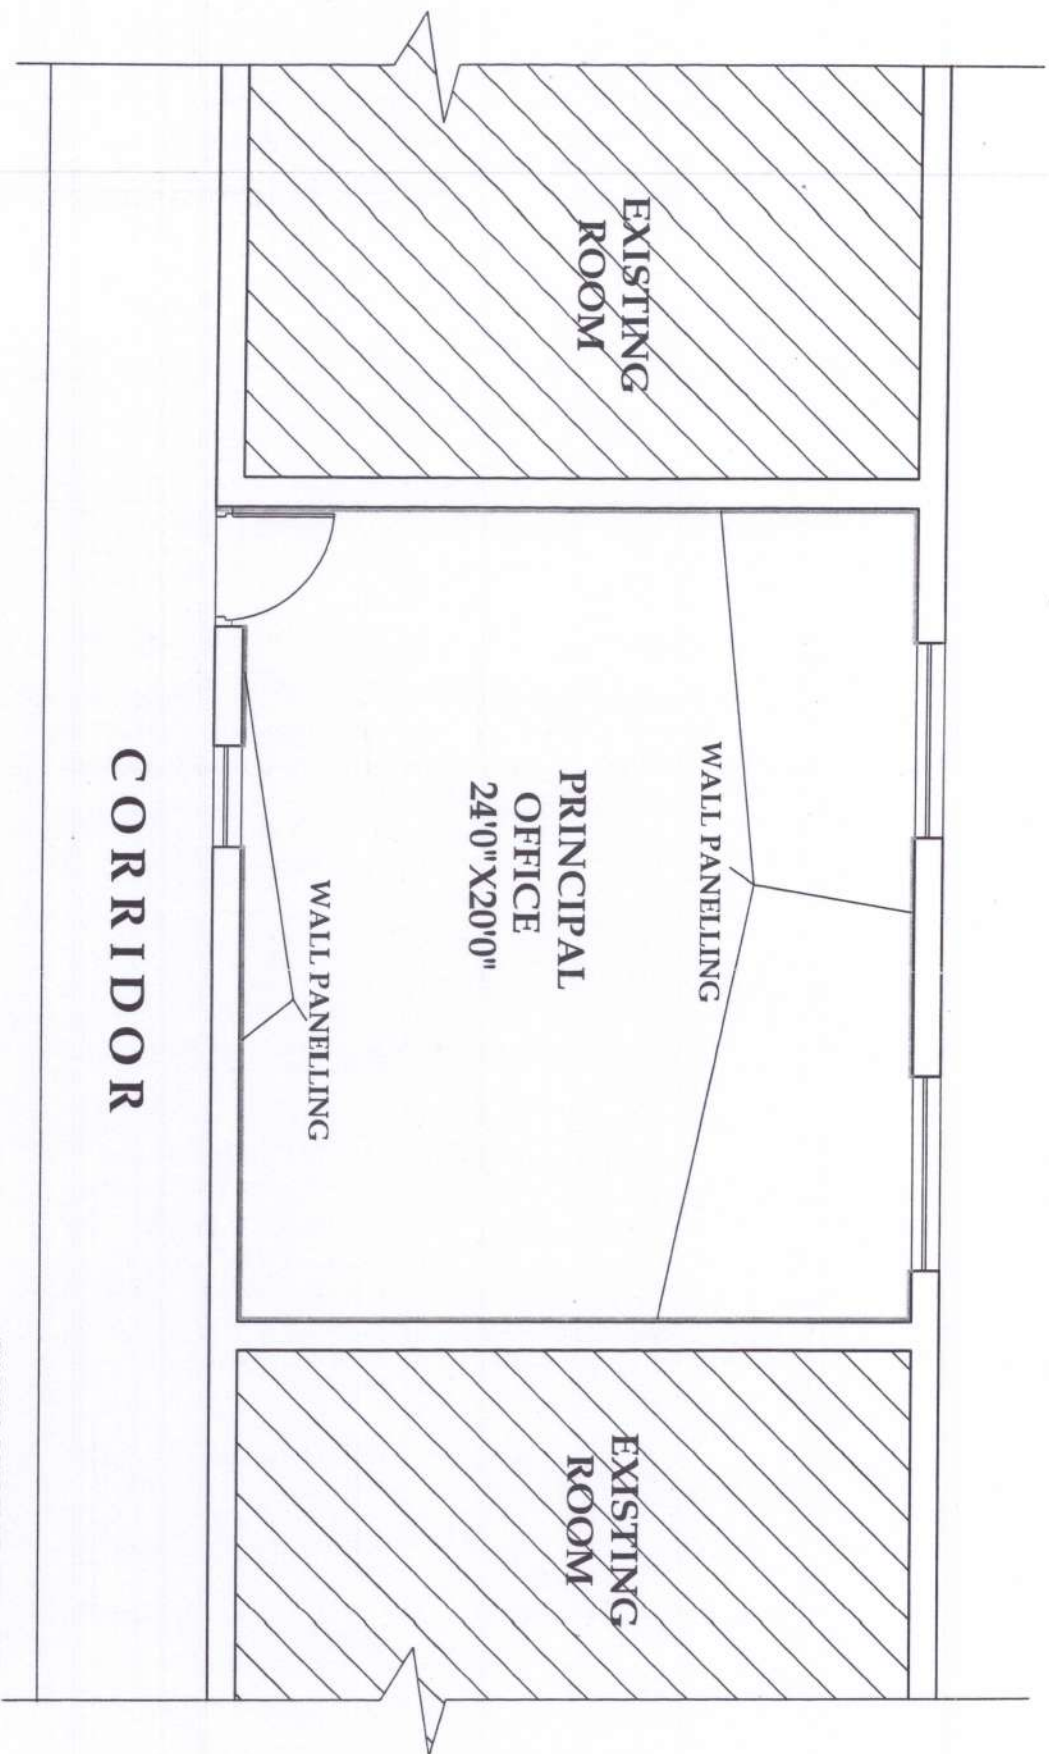 EXISTING
ROOM
WALL PANELLING
PRINCIPAL
OFFICE
24'0"X20'0"
WALL PANELLING
EXISTING
ROOM
CORRIDOR